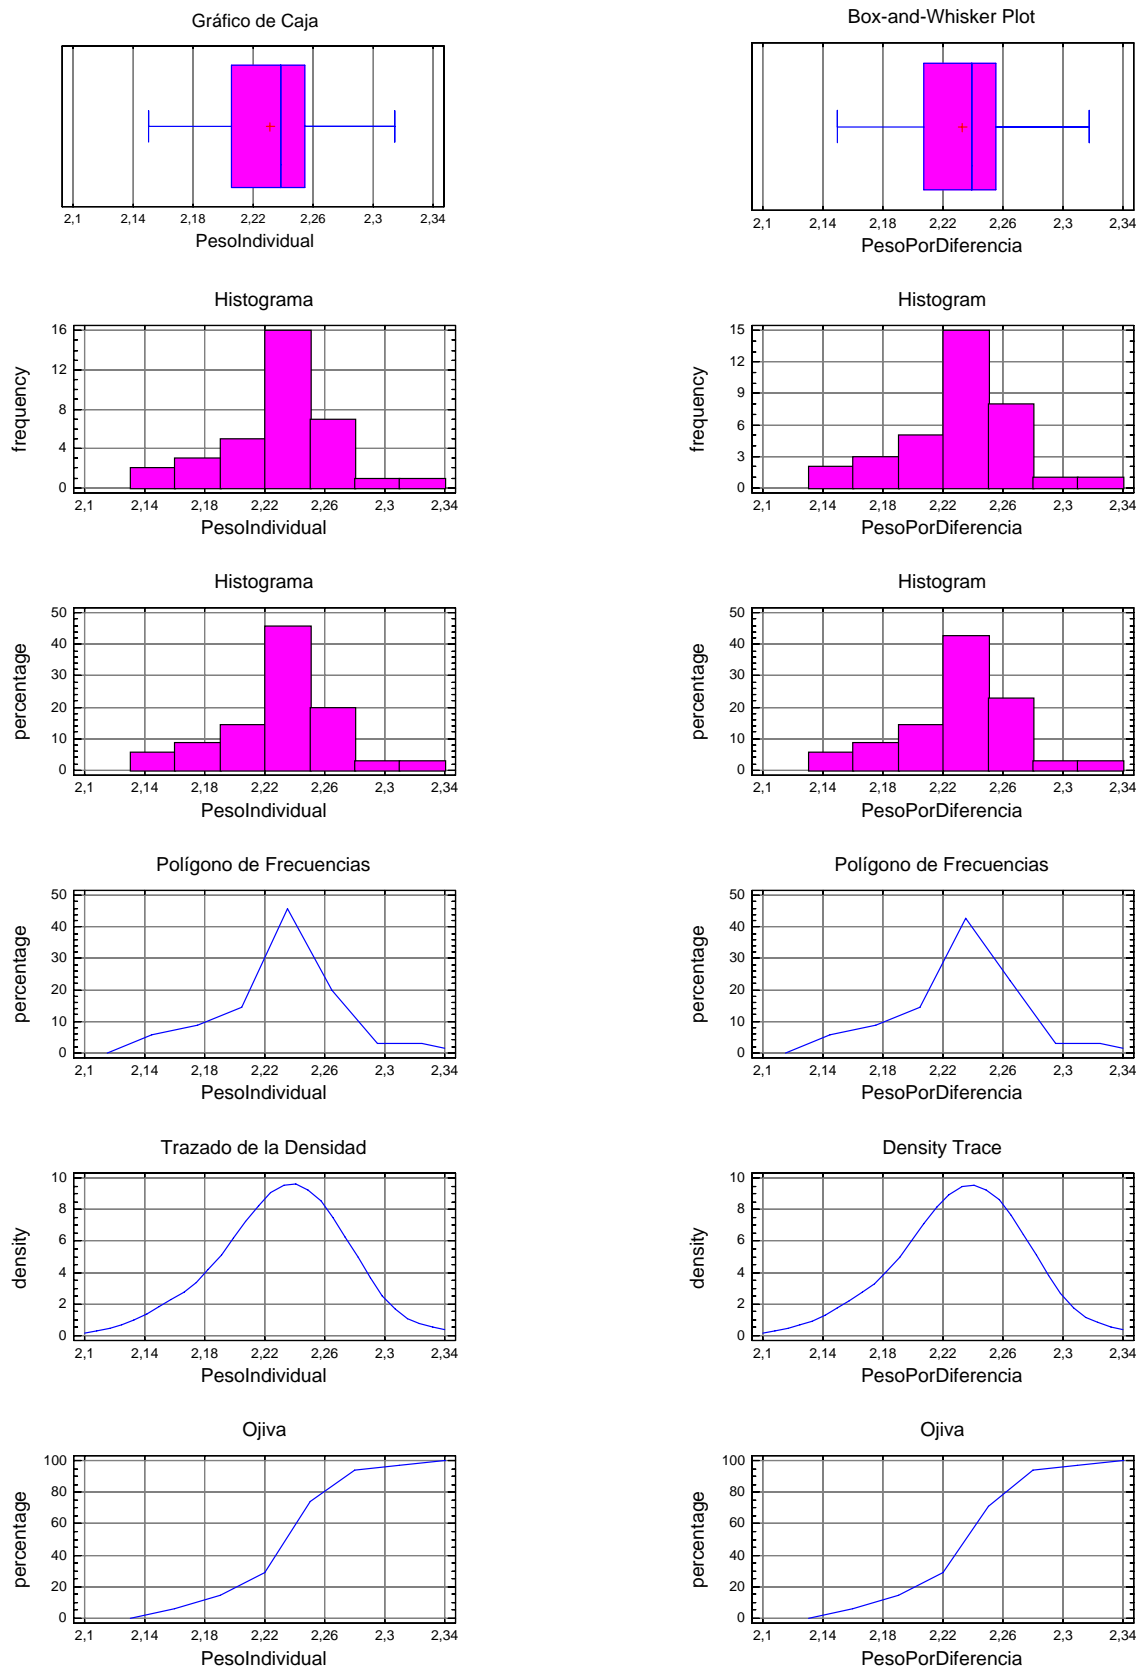 Gráfico de Caja
2,1 2,14 2,18 2,22 2,26 2,3 2,34
PesoIndividual
Box-and-Whisker Plot
2,1 2,14 2,18 2,22 2,26 2,3 2,34
PesoPorDiferencia
Histograma
frequency
16
12
8
4
0
2,1 2,14 2,18 2,22 2,26 2,3 2,34
PesoIndividual
Histogram
frequency
15
12
9
6
3
0
2,1 2,14 2,18 2,22 2,26 2,3 2,34
PesoPorDiferencia
Histograma
percentage
50
40
30
20
10
0
2,1 2,14 2,18 2,22 2,26 2,3 2,34
PesoIndividual
Histogram
percentage
50
40
30
20
10
0
2,1 2,14 2,18 2,22 2,26 2,3 2,34
PesoPorDiferencia
Polígono de Frecuencias
percentage
50
40
30
20
10
0
2,1 2,14 2,18 2,22 2,26 2,3 2,34
PesoIndividual
Polígono de Frecuencias
percentage
50
40
30
20
10
0
2,1 2,14 2,18 2,22 2,26 2,3 2,34
PesoPorDiferencia
Trazado de la Densidad
density
10
8
6
4
2
0
2,1 2,14 2,18 2,22 2,26 2,3 2,34
PesoIndividual
Density Trace
density
10
8
6
4
2
0
2,1 2,14 2,18 2,22 2,26 2,3 2,34
PesoPorDiferencia
Ojiva
percentage
100
80
60
40
20
0
2,1 2,14 2,18 2,22 2,26 2,3 2,34
PesoIndividual
Ojiva
percentage
100
80
60
40
20
0
2,1 2,14 2,18 2,22 2,26 2,3 2,34
PesoPorDiferencia